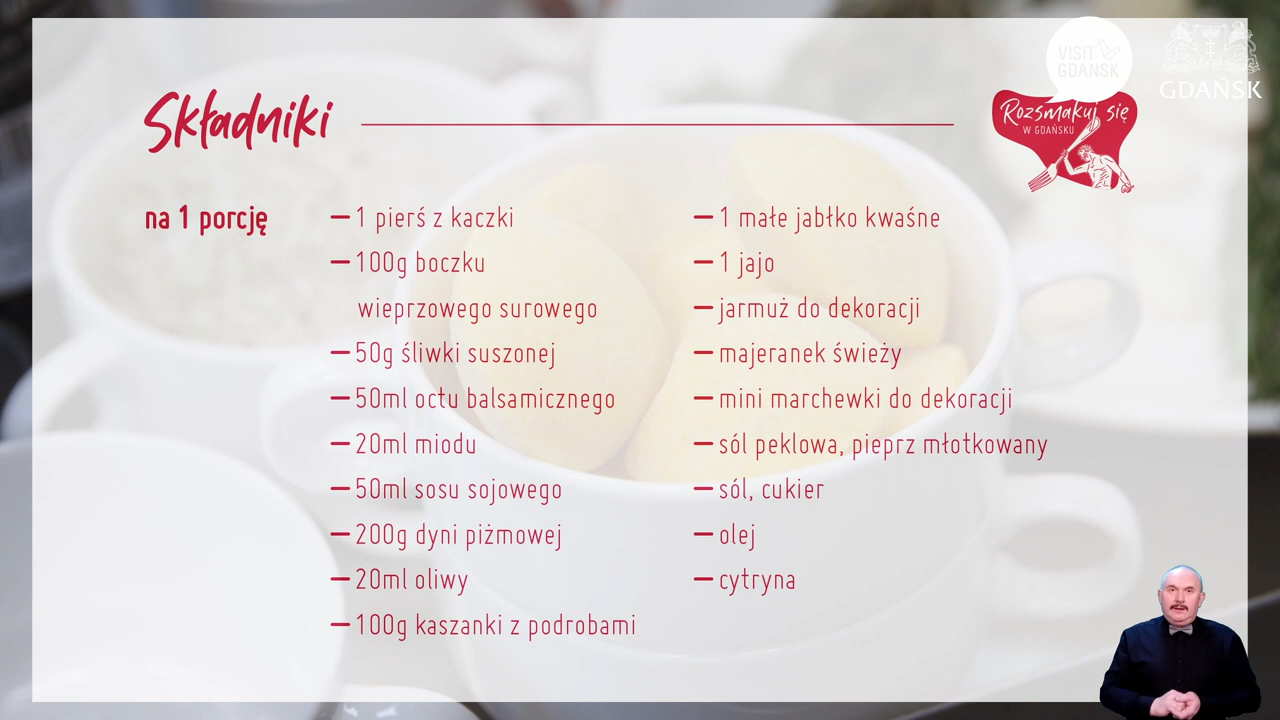 VISIT
GDANSK
GDAŃSK
Składniki
Rozsmakuj się
W GDAŃSKU
na 1 porcję
— 1 pierś z kaczki
— 100g boczku
wieprzowego surowego
— 50g śliwki suszonej
— 50ml octu balsamicznego
— 20ml miodu
— 50ml sosu sojowego
— 200g dyni piżmowej
— 20ml oliwy
— 100g kaszanki z podrobami
— 1 małe jabłko kwaśne
— 1 jajo
— jarmuż do dekoracji
— majeranek świeży
— mini marchewki do dekoracji
— sól peklowa, pieprz młotkowany
— sól, cukier
— olej
— cytryna